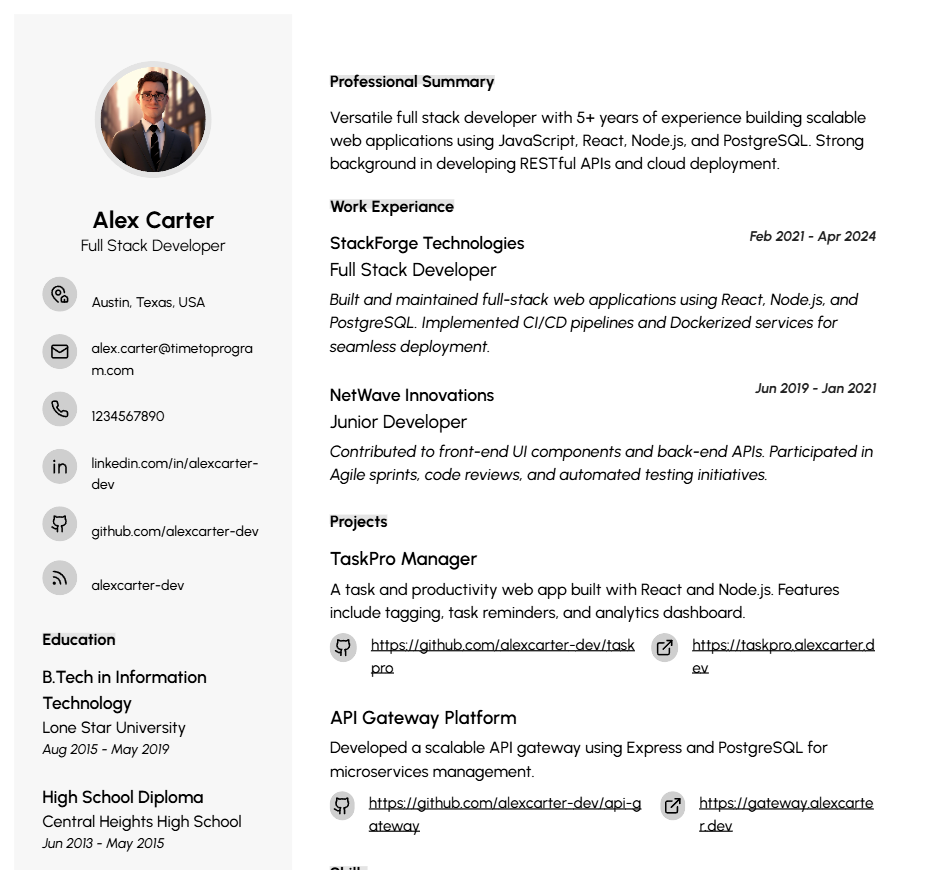 Alex Carter
Full Stack Developer
Austin, Texas, USA
alex.carter@timetoprogra
m.com
1234567890
linkedin.com/in/alexcarter-
dev
github.com/alexcarter-dev
alexcarter-dev
Education
B.Tech in Information
Technology
Lone Star University
Aug 2015 - May 2019
High School Diploma
Central Heights High School
Jun 2013 - May 2015
Professional Summary
Versatile full stack developer with 5+ years of experience building scalable
web applications using JavaScript, React, Node.js, and PostgreSQL. Strong
background in developing RESTful APIs and cloud deployment.
Work Experiance
StackForge Technologies
Feb 2021 - Apr 2024
Full Stack Developer
Built and maintained full-stack web applications using React, Node.js, and
PostgreSQL. Implemented CI/CD pipelines and Dockerized services for
seamless deployment.
NetWave Innovations
Jun 2019 - Jan 2021
Junior Developer
Contributed to front-end UI components and back-end APIs. Participated in
Agile sprints, code reviews, and automated testing initiatives.
Projects
TaskPro Manager
A task and productivity web app built with React and Node.js. Features
include tagging, task reminders, and analytics dashboard.
https://github.com/alexcarter-dev/task
pro
https://taskpro.alexcarter.d
ev
API Gateway Platform
Developed a scalable API gateway using Express and PostgreSQL for
microservices management.
https://github.com/alexcarter-dev/api-g
ateway
https://gateway.alexcarte
r.dev